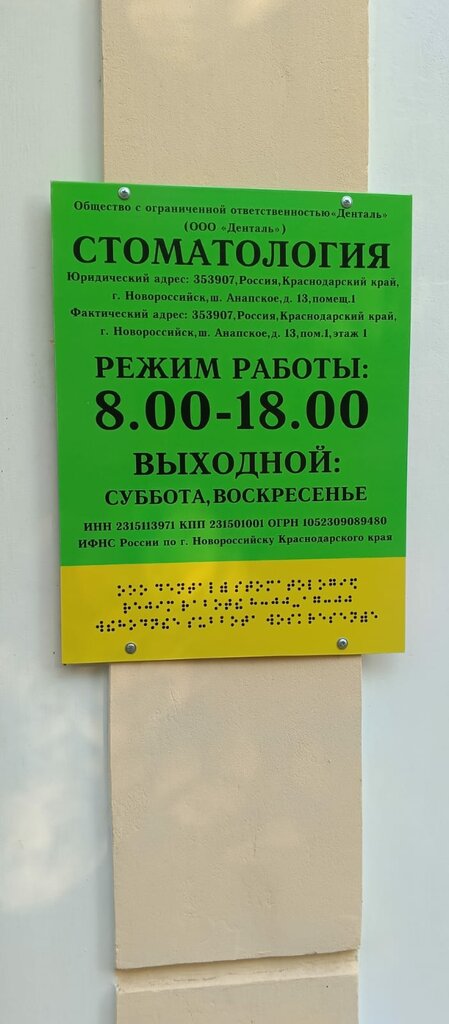 Общество с ограниченной ответственностью«Денталь»
(ООО «Денталь»)
СТОМАТОЛОГИЯ
Юридический адрес: 353907,Россия,Краснодарский край,
г. Новороссийск,ш. Анапское,д. 13,помещ.1
Фактический адрес: 353907,Россия,Краснодарский край,
г. Новороссийск,ш. Анапское,д. 13,пом.1,этаж 1
РЕЖИМ РАБОТЫ:
8.00-18.00
ВЫХОДНОЙ:
СУББОТА,ВОСКРЕСЕНЬЕ
ИНН 2315113971 КПП 231501001 ОГРН 1052309089480
ИФНС России по г. Новороссийску Краснодарского края